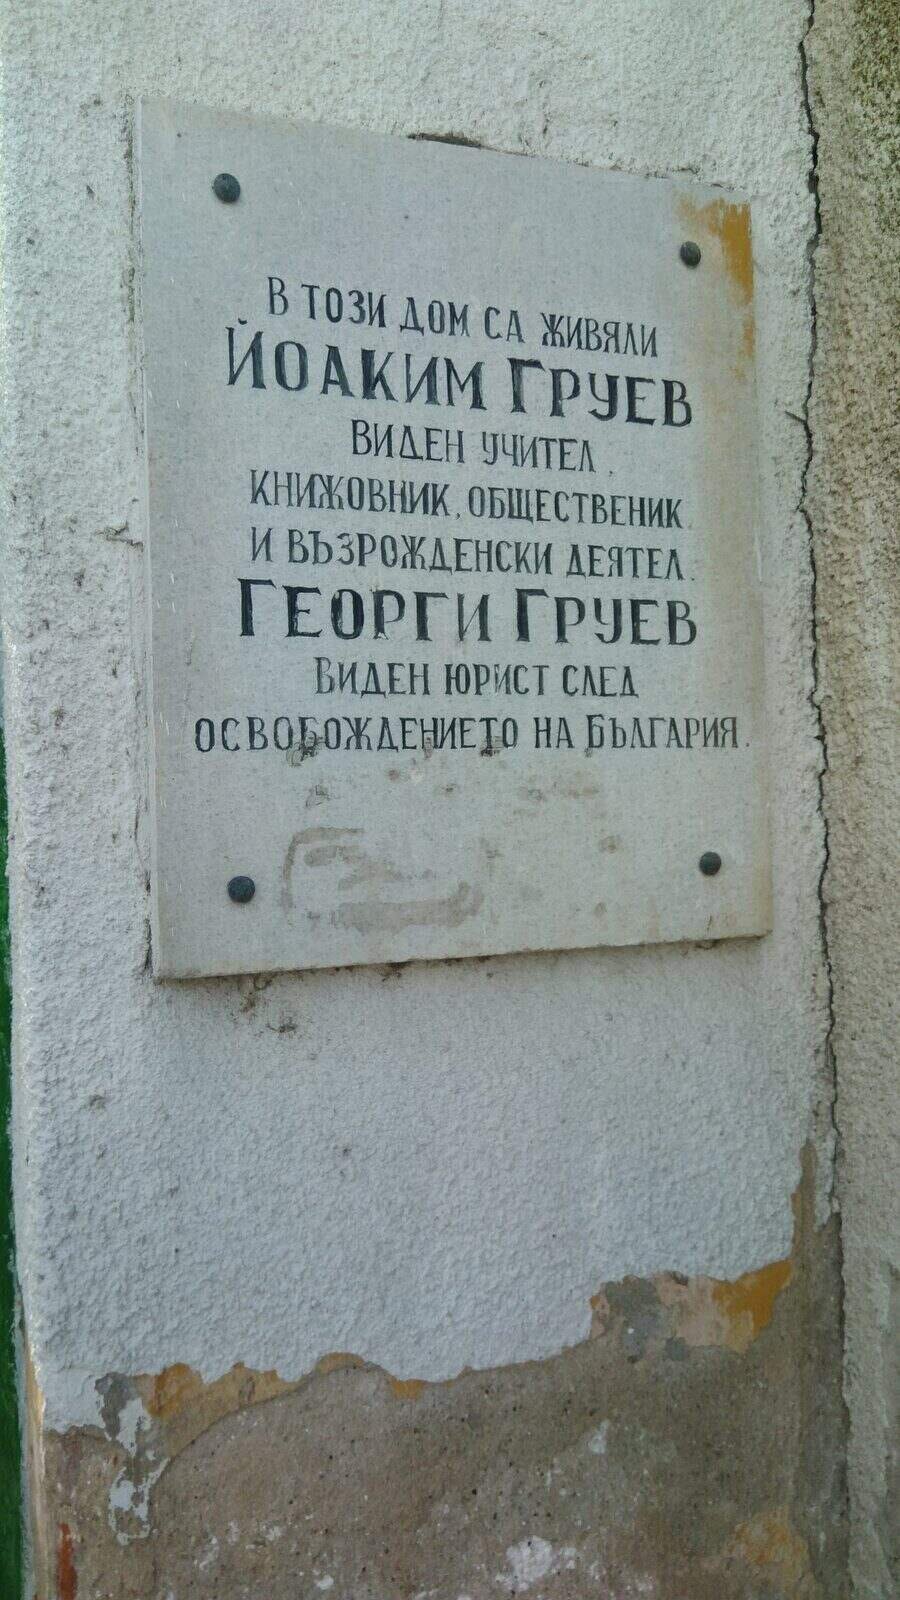 В ТОЗИ ДОМ СА ЖИВЯЛИ
ЙОАКИМ ГРУЕВ
ВИДЕН УЧИТЕЛ,
КНИЖОВНИК, ОБЩЕСТВЕНИК
И ВЪЗРОЖДЕНСКИ ДЕЯТЕЛ.
ГЕОРГИ ГРУЕВ
ВИДЕН ЮРИСТ СЛЕД
ОСВОБОЖДЕНИЕТО НА БЪЛГАРИЯ.